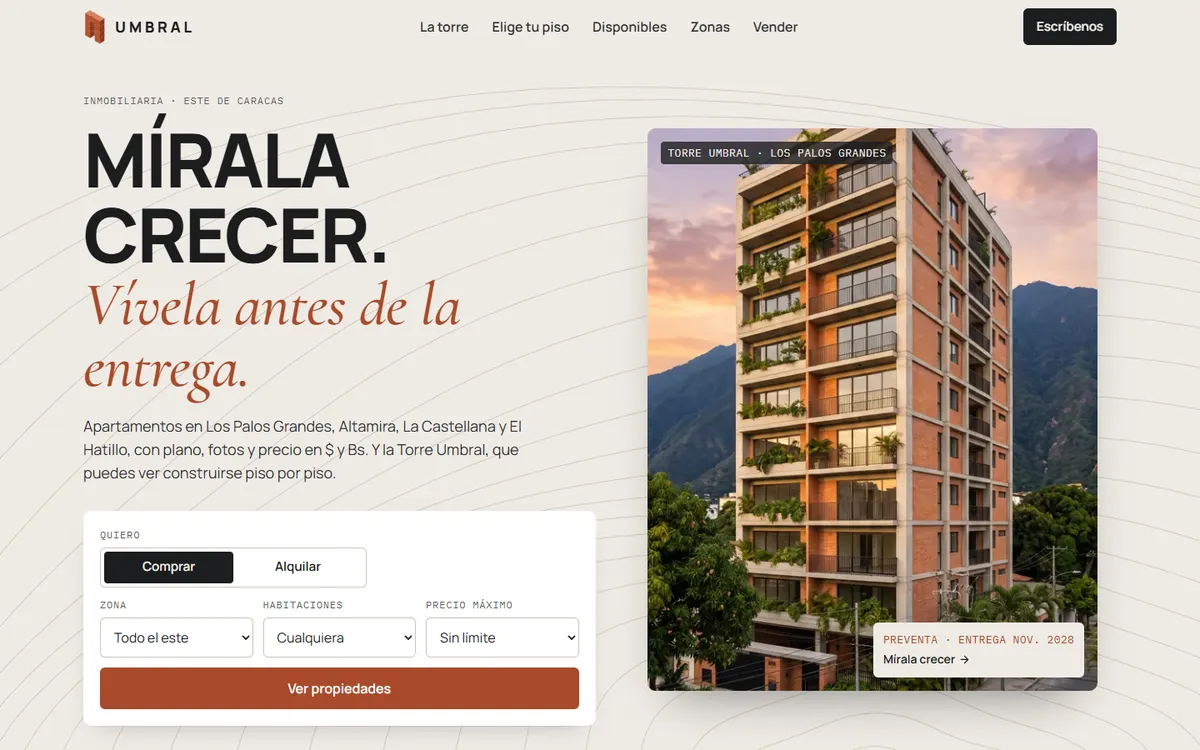 UMBRAL
La torre
Elige tu piso
Disponibles
Zonas
Vender
Escríbenos
INMOBILIARIA · ESTE DE CARACAS
MÍRALA
CRECER.
Vívela antes de la
entrega.
Apartamentos en Los Palos Grandes, Altamira, La Castellana y El
Hatillo, con plano, fotos y precio en $ y Bs. Y la Torre Umbral, que
puedes ver construirse piso por piso.
QUIERO
Comprar
Alquilar
ZONA
HABITACIONES
PRECIO MÁXIMO
Todo el este
Cualquiera
Sin límite
Ver propiedades
TORRE UMBRAL · LOS PALOS GRANDES
PREVENTA · ENTREGA NOV. 2028
Mírala crecer →